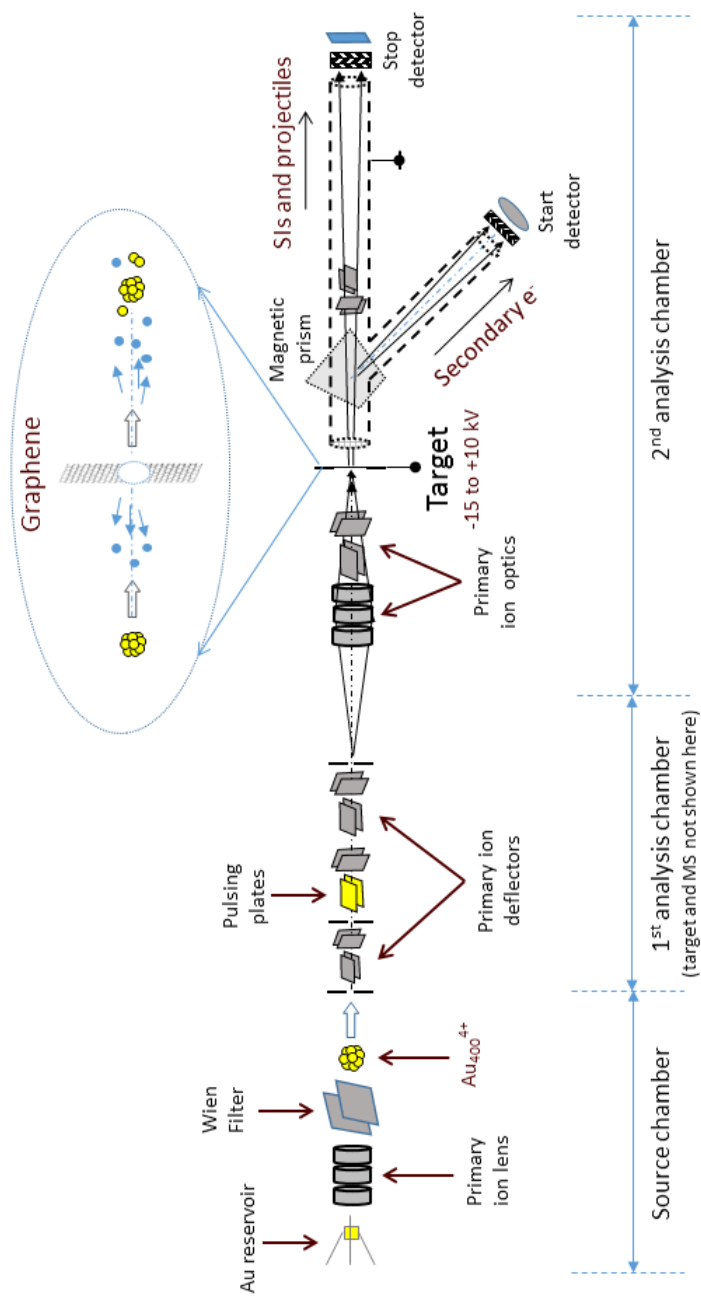 Graphene
SIs and projectiles
Stop
detector
Magnetic
prism
Start
detector
Secondary e-
Target
-15 to +10 kV
Primary
ion optics
Pulsing
plates
Primary ion
deflectors
Wien
Filter
Au₄₀₀⁴⁺
Au reservoir
Primary
ion lens
Source chamber
1st analysis chamber
(target and MS not shown here)
2nd analysis chamber